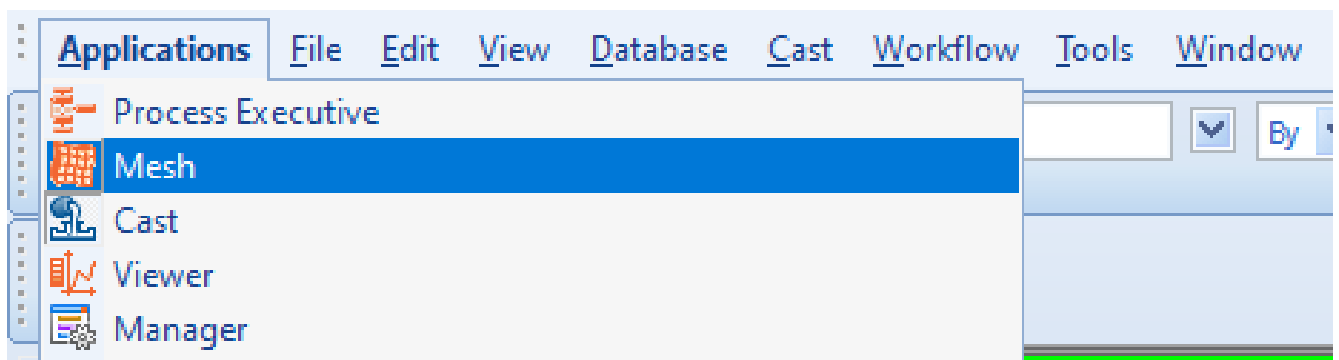 Applications File Edit View Database Cast Workflow Tools Window
Process Executive
By
Mesh
Cast
Viewer
Manager